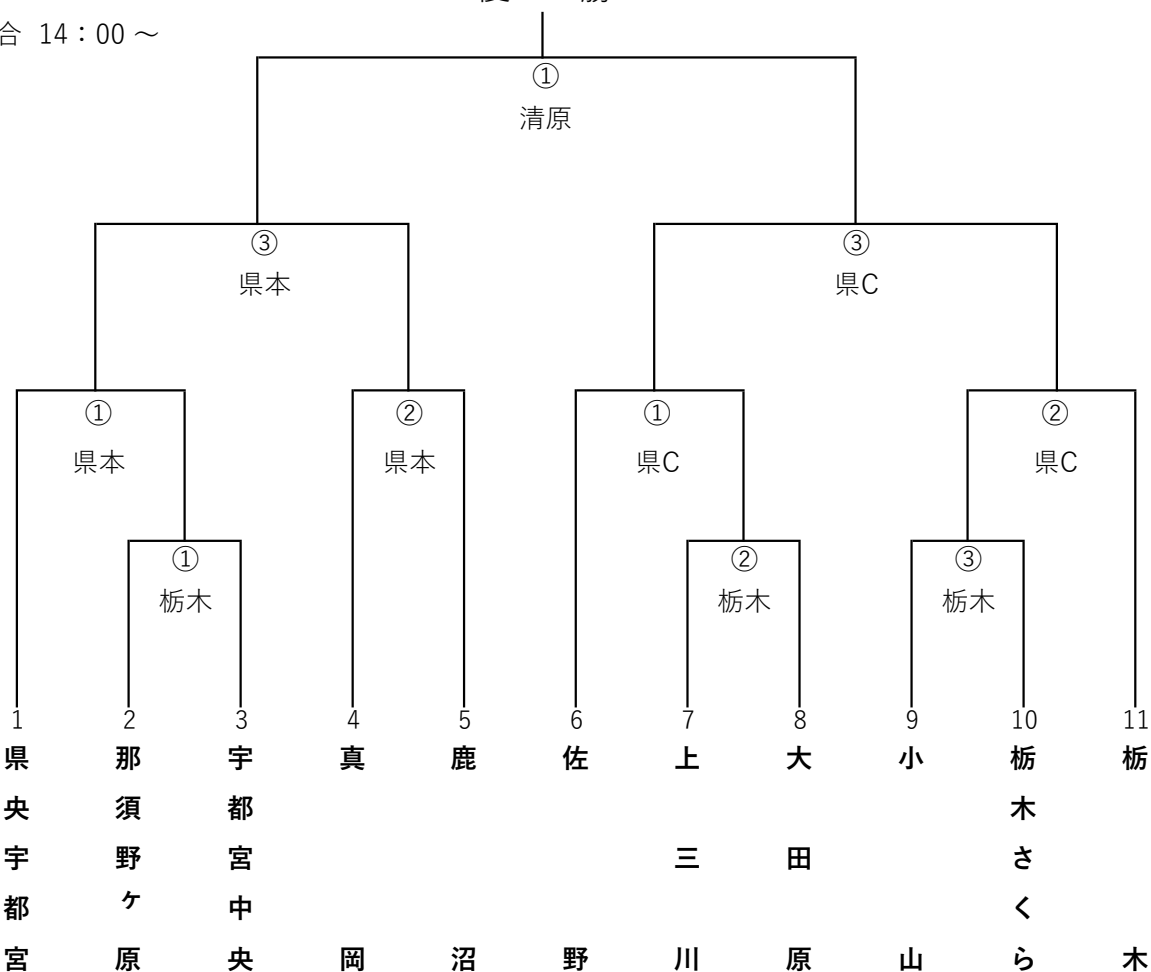 合 14：00～
①
清原
③
県本
③
県C
①
県本
②
県本
①
県C
②
県C
①
栃木
②
栃木
③
栃木
1
2
3
4
5
6
7
8
9
10
11
県央宇都宮
那須野ヶ原
宇都宮中央
真岡
鹿沼
佐野
上三川
大田原
小山
栃木さくら
栃木